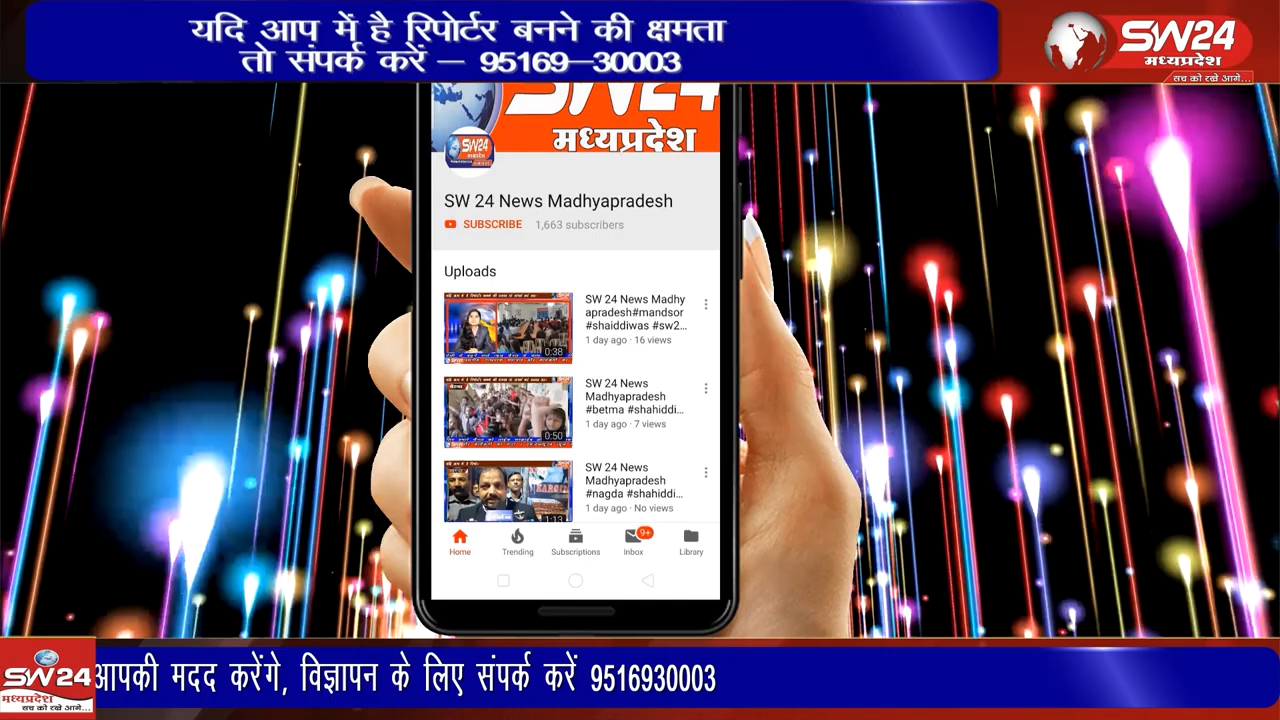 यदि आप में है रिपोर्टर बनने की क्षमता
तो संपर्क करें – 95169–30003
SW24
मध्यप्रदेश
सच को रखे आगे...
SW24
मध्यप्रदेश
SW24
SW 24 News Madhyapradesh
SUBSCRIBE 1,663 subscribers
Uploads
SW 24 News Madhy
apradesh#mandsor
#shaiddiwas #sw2...
1 day ago · 16 views
0:38
SW 24 News
Madhyapradesh
#betma #shahiddi...
1 day ago · 7 views
0:50
SW 24 News
Madhyapradesh
#nagda #shahiddi...
1 day ago · No views
1:13
9+
Home Trending Subscriptions Inbox Library
SW24
मध्यप्रदेश
सच को रखे आगे...
आपकी मदद करेंगे, विज्ञापन के लिए संपर्क करें 9516930003